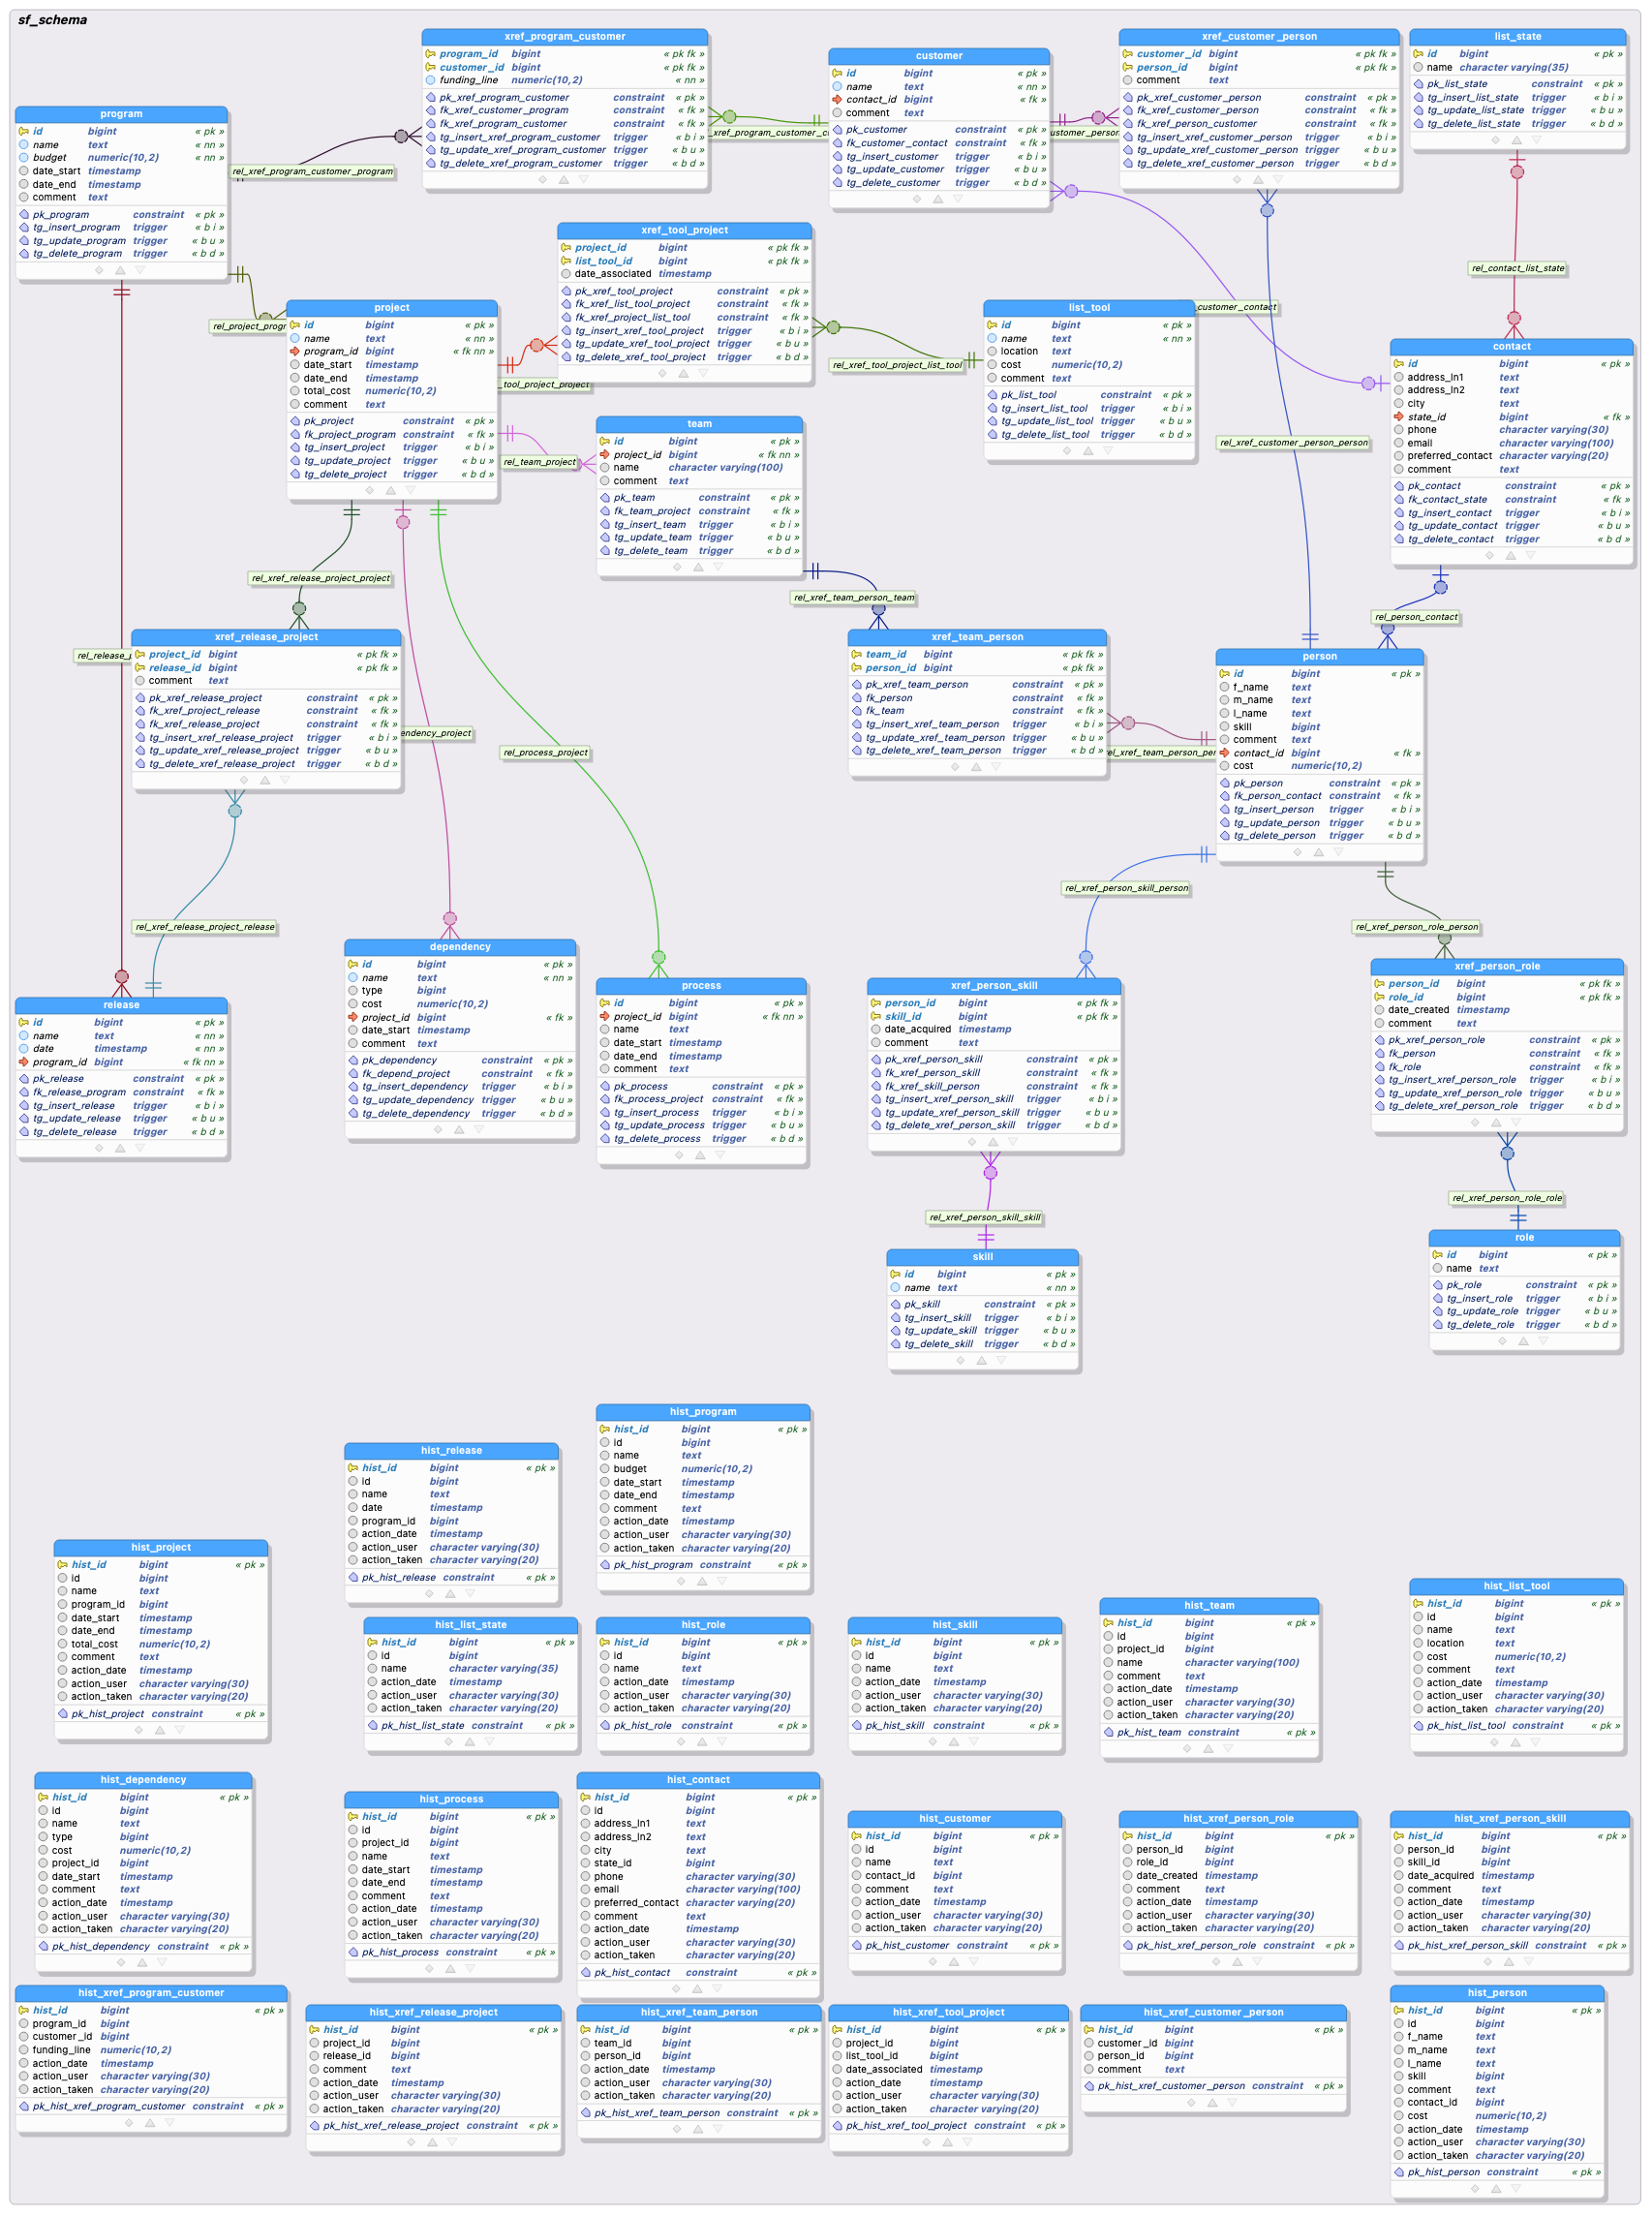 sf_schema
xref_program_customer
program_id bigint « pk fk »
customer_id bigint « pk fk »
funding_line numeric(10,2) « nn »
pk_xref_program_customer constraint « pk »
fk_xref_customer_program constraint « fk »
fk_xref_program_customer constraint « fk »
tg_insert_xref_program_customer trigger « b i »
tg_update_xref_program_customer trigger « b u »
tg_delete_xref_program_customer trigger « b d »
customer
id bigint « pk »
name text « nn »
contact_id bigint « fk »
comment text
pk_customer constraint « pk »
fk_customer_contact constraint « fk »
tg_insert_customer trigger « b i »
tg_update_customer trigger « b u »
tg_delete_customer trigger « b d »
xref_customer_person
customer_id bigint « pk fk »
person_id bigint « pk fk »
comment text
pk_xref_customer_person constraint « pk »
fk_xref_customer_person constraint « fk »
fk_xref_person_customer constraint « fk »
tg_insert_xref_customer_person trigger « b i »
tg_update_xref_customer_person trigger « b u »
tg_delete_xref_customer_person trigger « b d »
list_state
id bigint « pk »
name character varying(35)
pk_list_state constraint « pk »
tg_insert_list_state trigger « b i »
tg_update_list_state trigger « b u »
tg_delete_list_state trigger « b d »
program
id bigint « pk »
name text « nn »
budget numeric(10,2) « nn »
date_start timestamp
date_end timestamp
comment text
pk_program constraint « pk »
tg_insert_program trigger « b i »
tg_update_program trigger « b u »
tg_delete_program trigger « b d »
rel_xref_program_customer_program
xref_tool_project
project_id bigint « pk fk »
list_tool_id bigint « pk fk »
date_associated timestamp
pk_xref_tool_project constraint « pk »
fk_xref_list_tool_project constraint « fk »
fk_xref_project_list_tool constraint « fk »
tg_insert_xref_tool_project trigger « b i »
tg_update_xref_tool_project trigger « b u »
tg_delete_xref_tool_project trigger « b d »
rel_contact_list_state
project
id bigint « pk »
name text « nn »
program_id bigint « fk nn »
date_start timestamp
date_end timestamp
total_cost numeric(10,2)
comment text
pk_project constraint « pk »
fk_project_program constraint « fk »
tg_insert_project trigger « b i »
tg_update_project trigger « b u »
tg_delete_project trigger « b d »
_tool_project_project
rel_xref_tool_project_list_tool
list_tool
id bigint « pk »
name text « nn »
location text
cost numeric(10,2)
comment text
pk_list_tool constraint « pk »
tg_insert_list_tool trigger « b i »
tg_update_list_tool trigger « b u »
tg_delete_list_tool trigger « b d »
_customer_contact
contact
id bigint « pk »
address_ln1 text
address_ln2 text
city text
state_id bigint « fk »
phone character varying(30)
email character varying(100)
preferred_contact character varying(20)
comment text
pk_contact constraint « pk »
fk_contact_state constraint « fk »
tg_insert_contact trigger « b i »
tg_update_contact trigger « b u »
tg_delete_contact trigger « b d »
team
id bigint « pk »
project_id bigint « fk nn »
name character varying(100)
comment text
pk_team constraint « pk »
fk_team_project constraint « fk »
tg_insert_team trigger « b i »
tg_update_team trigger « b u »
tg_delete_team trigger « b d »
rel_team_project
rel_xref_customer_person_person
rel_xref_release_project_project
rel_xref_team_person_team
rel_person_contact
xref_release_project
project_id bigint « pk fk »
release_id bigint « pk fk »
comment text
pk_xref_release_project constraint « pk »
fk_xref_project_release constraint « fk »
fk_xref_release_project constraint « fk »
tg_insert_xref_release_project trigger « b i »
tg_update_xref_release_project trigger « b u »
tg_delete_xref_release_project trigger « b d »
endency_project
rel_process_project
xref_team_person
team_id bigint « pk fk »
person_id bigint « pk fk »
pk_xref_team_person constraint « pk »
fk_person constraint « fk »
fk_team constraint « fk »
tg_insert_xref_team_person trigger « b i »
tg_update_xref_team_person trigger « b u »
tg_delete_xref_team_person trigger « b d »
person
id bigint « pk »
f_name text
m_name text
l_name text
skill bigint
comment text
contact_id bigint « fk »
cost numeric(10,2)
pk_person constraint « pk »
fk_person_contact constraint « fk »
tg_insert_person trigger « b i »
tg_update_person trigger « b u »
tg_delete_person trigger « b d »
rel_xref_person_skill_person
rel_xref_person_role_person
rel_xref_release_project_release
release
id bigint « pk »
name text « nn »
date timestamp « nn »
program_id bigint « fk nn »
pk_release constraint « pk »
fk_release_program constraint « fk »
tg_insert_release trigger « b i »
tg_update_release trigger « b u »
tg_delete_release trigger « b d »
dependency
id bigint « pk »
name text « nn »
type bigint
cost numeric(10,2)
project_id bigint « fk »
date_start timestamp
comment text
pk_dependency constraint « pk »
fk_depend_project constraint « fk »
tg_insert_dependency trigger « b i »
tg_update_dependency trigger « b u »
tg_delete_dependency trigger « b d »
process
id bigint « pk »
project_id bigint « fk nn »
name text
date_start timestamp
date_end timestamp
comment text
pk_process constraint « pk »
fk_process_project constraint « fk »
tg_insert_process trigger « b i »
tg_update_process trigger « b u »
tg_delete_process trigger « b d »
xref_person_skill
person_id bigint « pk fk »
skill_id bigint « pk fk »
date_acquired timestamp
comment text
pk_xref_person_skill constraint « pk »
fk_xref_person_skill constraint « fk »
fk_xref_skill_person constraint « fk »
tg_insert_xref_person_skill trigger « b i »
tg_update_xref_person_skill trigger « b u »
tg_delete_xref_person_skill trigger « b d »
xref_person_role
person_id bigint « pk fk »
role_id bigint « pk fk »
date_created timestamp
comment text
pk_xref_person_role constraint « pk »
fk_person constraint « fk »
fk_role constraint « fk »
tg_insert_xref_person_role trigger « b i »
tg_update_xref_person_role trigger « b u »
tg_delete_xref_person_role trigger « b d »
rel_xref_person_skill_skill
rel_xref_person_role_role
skill
id bigint « pk »
name text « nn »
pk_skill constraint « pk »
tg_insert_skill trigger « b i »
tg_update_skill trigger « b u »
tg_delete_skill trigger « b d »
role
id bigint « pk »
name text
pk_role constraint « pk »
tg_insert_role trigger « b i »
tg_update_role trigger « b u »
tg_delete_role trigger « b d »
hist_program
hist_id bigint « pk »
id bigint
name text
budget numeric(10,2)
date_start timestamp
date_end timestamp
comment text
action_date timestamp
action_user character varying(30)
action_taken character varying(20)
pk_hist_program constraint « pk »
hist_release
hist_id bigint « pk »
id bigint
name text
date timestamp
program_id bigint
action_date timestamp
action_user character varying(30)
action_taken character varying(20)
pk_hist_release constraint « pk »
hist_project
hist_id bigint « pk »
id bigint
name text
program_id bigint
date_start timestamp
date_end timestamp
total_cost numeric(10,2)
comment text
action_date timestamp
action_user character varying(30)
action_taken character varying(20)
pk_hist_project constraint « pk »
hist_list_state
hist_id bigint « pk »
id bigint
name character varying(35)
action_date timestamp
action_user character varying(30)
action_taken character varying(20)
pk_hist_list_state constraint « pk »
hist_role
hist_id bigint « pk »
id bigint
name text
action_date timestamp
action_user character varying(30)
action_taken character varying(20)
pk_hist_role constraint « pk »
hist_skill
hist_id bigint « pk »
id bigint
name text
action_date timestamp
action_user character varying(30)
action_taken character varying(20)
pk_hist_skill constraint « pk »
hist_team
hist_id bigint « pk »
id bigint
project_id bigint
name character varying(100)
comment text
action_date timestamp
action_user character varying(30)
action_taken character varying(20)
pk_hist_team constraint « pk »
hist_list_tool
hist_id bigint « pk »
id bigint
name text
location text
cost numeric(10,2)
comment text
action_date timestamp
action_user character varying(30)
action_taken character varying(20)
pk_hist_list_tool constraint « pk »
hist_dependency
hist_id bigint « pk »
id bigint
name text
type bigint
cost numeric(10,2)
project_id bigint
date_start timestamp
comment text
action_date timestamp
action_user character varying(30)
action_taken character varying(20)
pk_hist_dependency constraint « pk »
hist_process
hist_id bigint « pk »
id bigint
project_id bigint
name text
date_start timestamp
date_end timestamp
comment text
action_date timestamp
action_user character varying(30)
action_taken character varying(20)
pk_hist_process constraint « pk »
hist_contact
hist_id bigint « pk »
id bigint
address_ln1 text
address_ln2 text
city text
state_id bigint
phone character varying(30)
email character varying(100)
preferred_contact character varying(20)
comment text
action_date timestamp
action_user character varying(30)
action_taken character varying(20)
pk_hist_contact constraint « pk »
hist_customer
hist_id bigint « pk »
id bigint
name text
contact_id bigint
comment text
action_date timestamp
action_user character varying(30)
action_taken character varying(20)
pk_hist_customer constraint « pk »
hist_xref_person_role
hist_id bigint « pk »
person_id bigint
role_id bigint
date_created timestamp
comment text
action_date timestamp
action_user character varying(30)
action_taken character varying(20)
pk_hist_xref_person_role constraint « pk »
hist_xref_person_skill
hist_id bigint « pk »
person_id bigint
skill_id bigint
date_acquired timestamp
comment text
action_date timestamp
action_user character varying(30)
action_taken character varying(20)
pk_hist_xref_person_skill constraint « pk »
hist_xref_program_customer
hist_id bigint « pk »
program_id bigint
customer_id bigint
funding_line numeric(10,2)
action_date timestamp
action_user character varying(30)
action_taken character varying(20)
pk_hist_xref_program_customer constraint « pk »
hist_xref_release_project
hist_id bigint « pk »
project_id bigint
release_id bigint
comment text
action_date timestamp
action_user character varying(30)
action_taken character varying(20)
pk_hist_xref_release_project constraint « pk »
hist_xref_team_person
hist_id bigint « pk »
team_id bigint
person_id bigint
action_date timestamp
action_user character varying(30)
action_taken character varying(20)
pk_hist_xref_team_person constraint « pk »
hist_xref_tool_project
hist_id bigint « pk »
project_id bigint
list_tool_id bigint
date_associated timestamp
action_date timestamp
action_user character varying(30)
action_taken character varying(20)
pk_hist_xref_tool_project constraint « pk »
hist_xref_customer_person
hist_id bigint « pk »
customer_id bigint
person_id bigint
comment text
pk_hist_xref_customer_person constraint « pk »
hist_person
hist_id bigint « pk »
id bigint
f_name text
m_name text
l_name text
skill bigint
comment text
contact_id bigint
cost numeric(10,2)
action_date timestamp
action_user character varying(30)
action_taken character varying(20)
pk_hist_person constraint « pk »